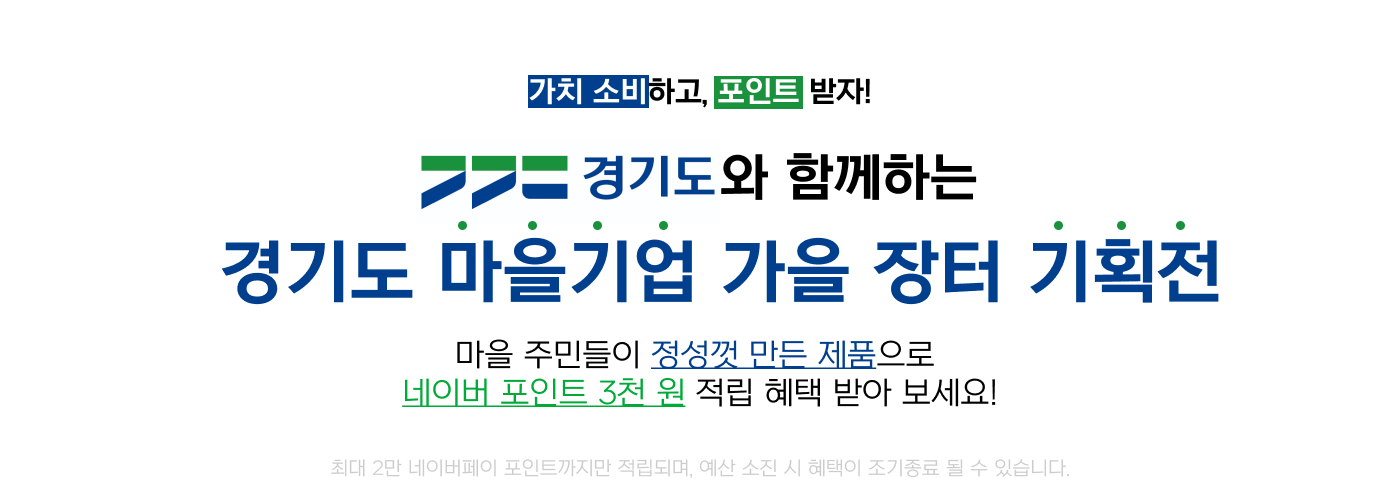 가치 소비하고, 포인트 받자!
경기도와 함께하는
경기도 마을기업 가을 장터 기획전
마을 주민들이 정성껏 만든 제품으로
네이버 포인트 3천 원 적립 혜택 받아 보세요!
최대 2만 네이버페이 포인트까지만 적립되며, 예산 소진 시 혜택이 조기종료 될 수 있습니다.